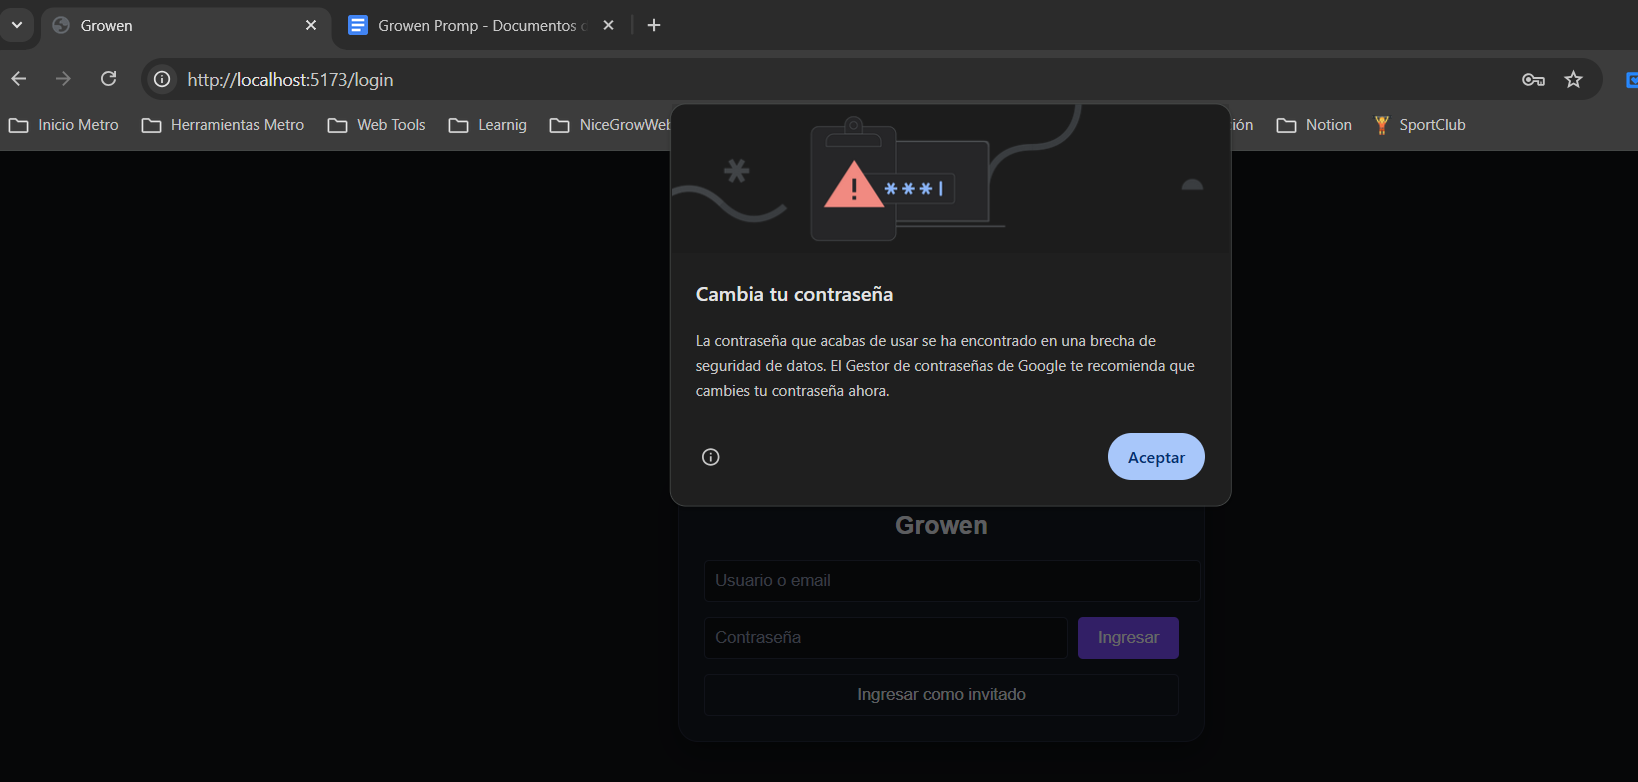 Growen
Growen Promp - Documentos
http://localhost:5173/login
Inicio Metro
Herramientas Metro
Web Tools
Learnig
NiceGrowWeb
ión
Notion
SportClub
***
Cambia tu contraseña
La contraseña que acabas de usar se ha encontrado en una brecha de
seguridad de datos. El Gestor de contraseñas de Google te recomienda que
cambies tu contraseña ahora.
Aceptar
Growen
Usuario o email
Contraseña
Ingresar
Ingresar como invitado